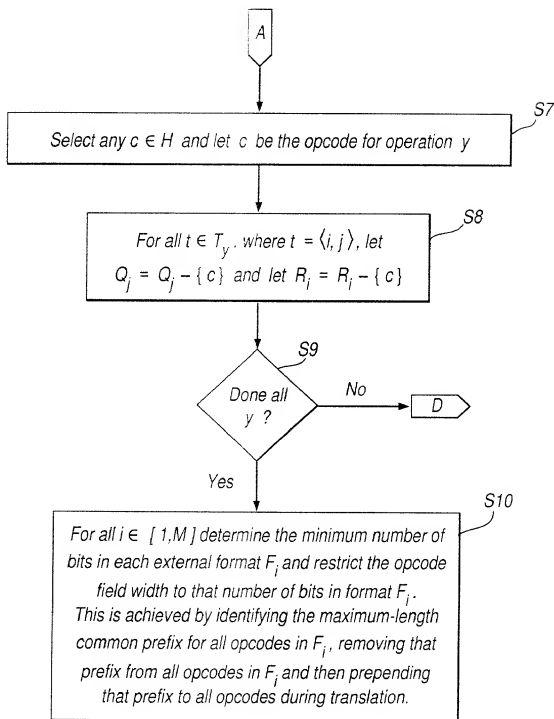 A
S7
Select any c ∈ H and let c be the opcode for operation y
S8
For all t ∈ T_y. where t = ⟨i, j⟩, let
Q_j = Q_j – { c } and let R_i = R_i – { c }
S9
Done all
y ?
No
D
Yes
S10
For all i ∈ [ 1,M ] determine the minimum number of
bits in each external format F_i and restrict the opcode
field width to that number of bits in format F_i .
This is achieved by identifying the maximum-length
common prefix for all opcodes in F_i , removing that
prefix from all opcodes in F_i and then prepending
that prefix to all opcodes during translation.